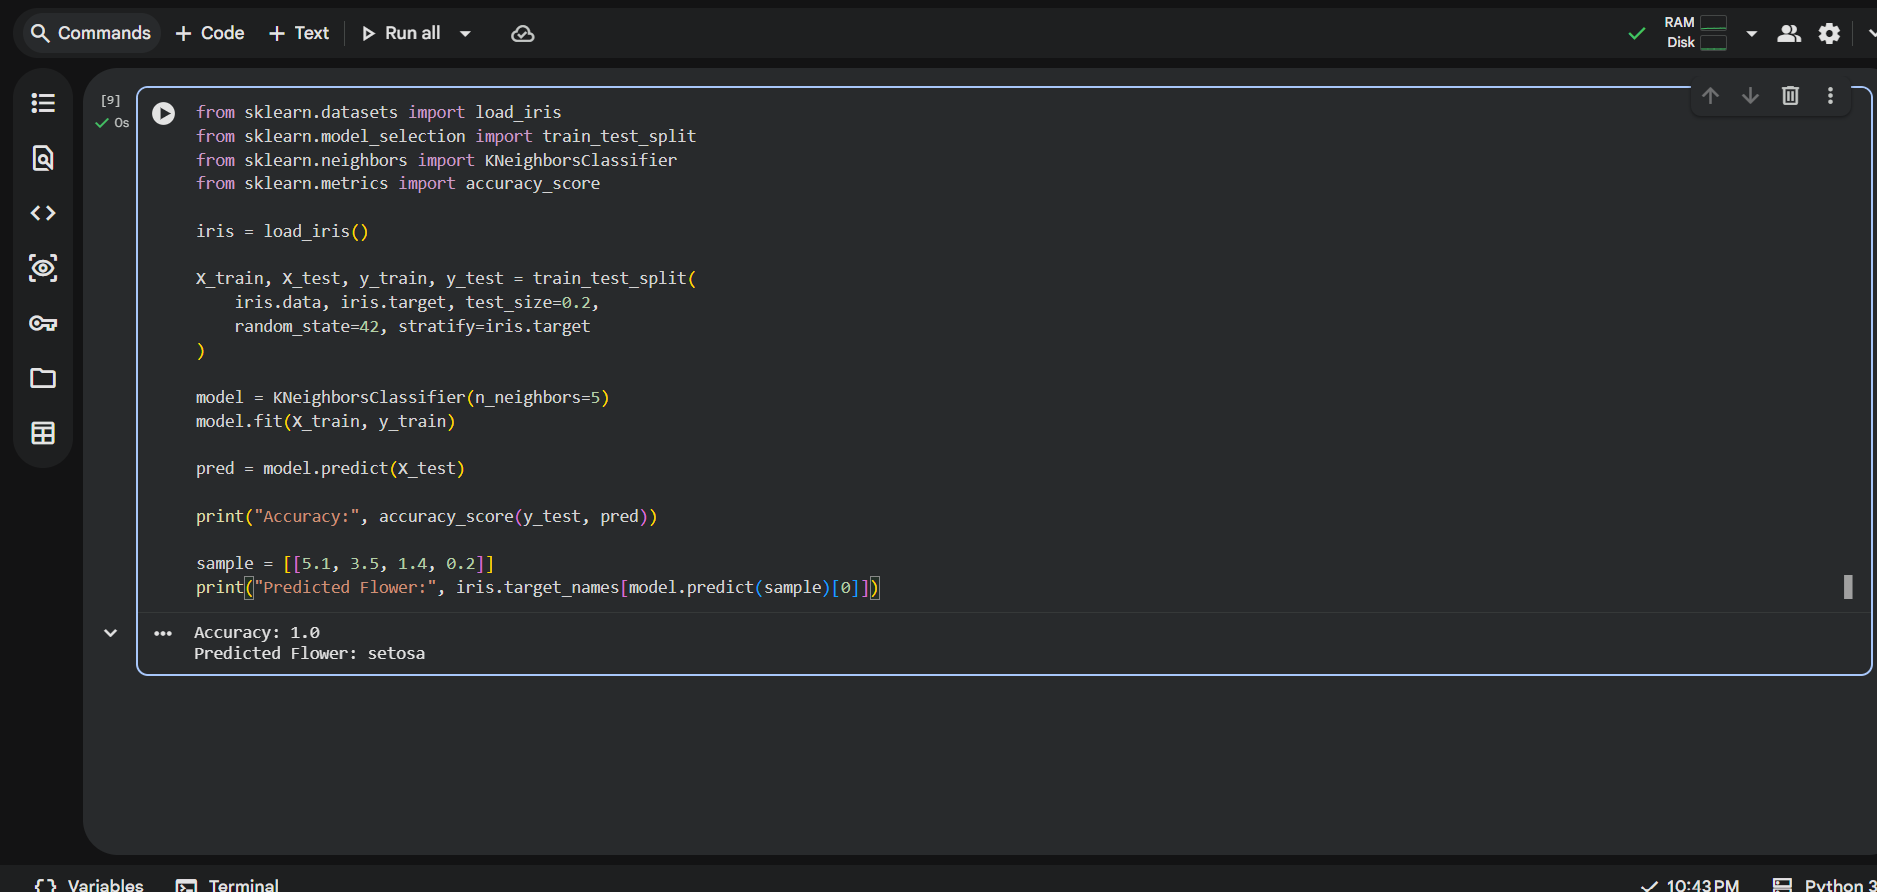 Commands + Code + Text Run all
RAM
Disk
[9]
0s
from sklearn.datasets import load_iris
from sklearn.model_selection import train_test_split
from sklearn.neighbors import KNeighborsClassifier
from sklearn.metrics import accuracy_score
iris = load_iris()
X_train, X_test, y_train, y_test = train_test_split(
    iris.data, iris.target, test_size=0.2,
    random_state=42, stratify=iris.target
)
model = KNeighborsClassifier(n_neighbors=5)
model.fit(X_train, y_train)
pred = model.predict(X_test)
print("Accuracy:", accuracy_score(y_test, pred))
sample = [[5.1, 3.5, 1.4, 0.2]]
print("Predicted Flower:", iris.target_names[model.predict(sample)[0]])
Accuracy: 1.0
Predicted Flower: setosa
Variables Terminal 10:43 PM Python 3